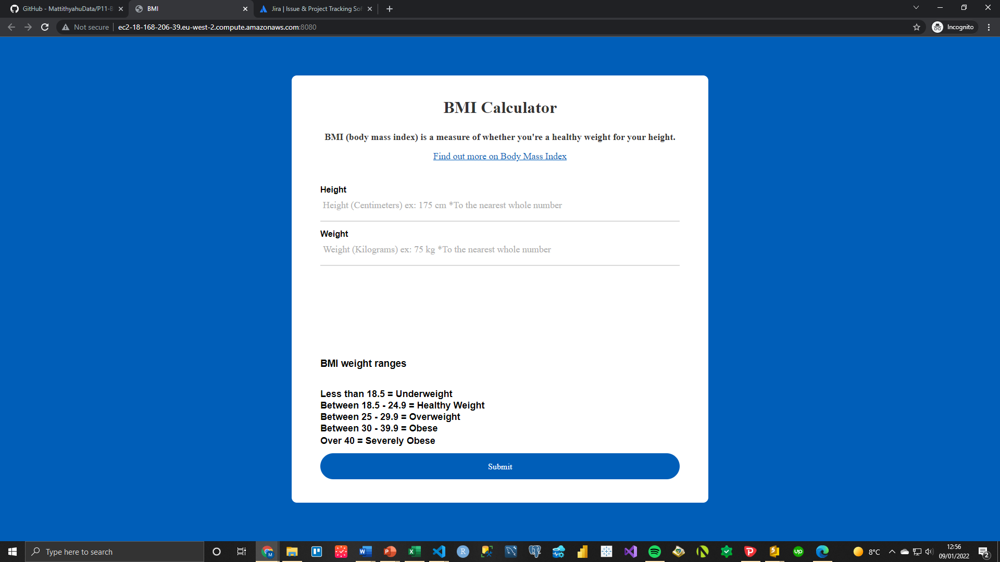 GitHub - MattithyahuData/P11-B
BMI
Jira | Issue & Project Tracking Sof
Not secure
ec2-18-168-206-39.eu-west-2.compute.amazonaws.com:8080
Incognito
BMI Calculator
BMI (body mass index) is a measure of whether you're a healthy weight for your height.
Find out more on Body Mass Index
Height
Height (Centimeters) ex: 175 cm *To the nearest whole number
Weight
Weight (Kilograms) ex: 75 kg *To the nearest whole number
BMI weight ranges
Less than 18.5 = Underweight
Between 18.5 - 24.9 = Healthy Weight
Between 25 - 29.9 = Overweight
Between 30 - 39.9 = Obese
Over 40 = Severely Obese
Submit
Type here to search
8°C
12:56
09/01/2022
2